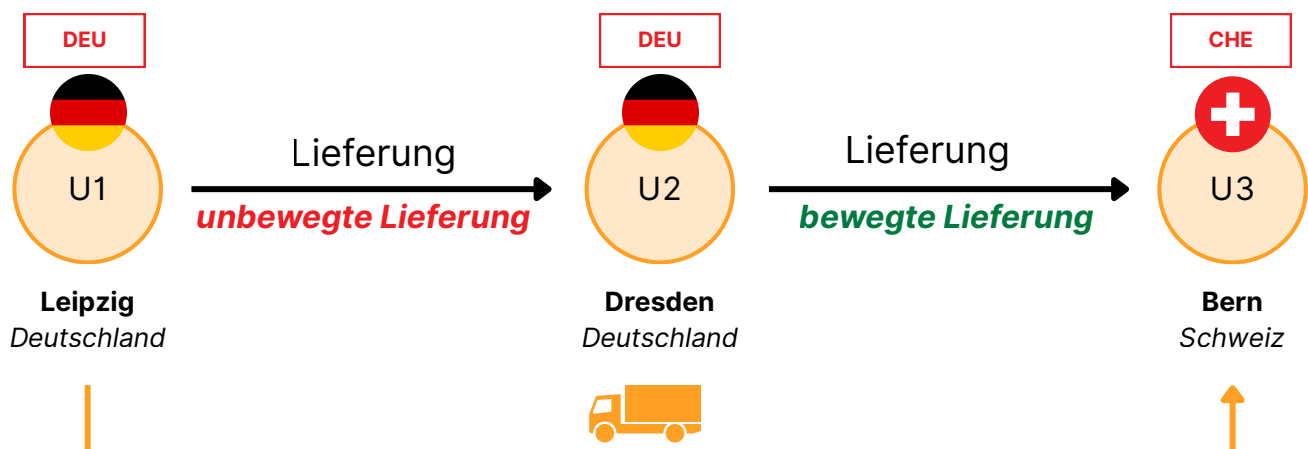 DEU
DEU
CHE
U1
Lieferung
unbewegte Lieferung
U2
Lieferung
bewegte Lieferung
U3
Leipzig
Deutschland
Dresden
Deutschland
Bern
Schweiz